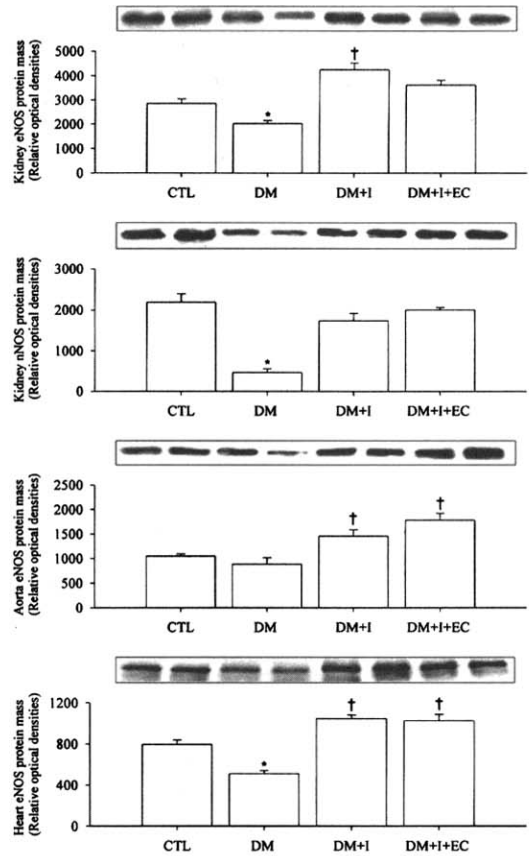 Kidney eNOS protein mass
(Relative optical densities)
5000
4000
3000
2000
1000
0
*
†
CTL DM DM+I DM+I+EC
Kidney nNOS protein mass
(Relative optical densities)
3000
2000
1000
0
*
CTL DM DM+I DM+I+EC
Aorta eNOS protein mass
(Relative optical densities)
2500
2000
1500
1000
500
0
† †
CTL DM DM+I DM+I+EC
Heart eNOS protein mass
(Relative optical densities)
1200
800
400
0
*
† †
CTL DM DM+I DM+I+EC